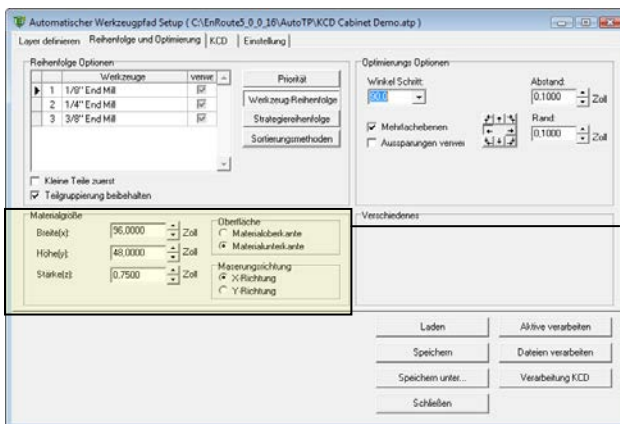 Automatischer Werkzeugpfad Setup ( C:\EnRoute5_0_0_16\AutoTP\KCD Cabinet Demo.atp )
Layer definieren Reihenfolge und Optimierung KCD Einstellung
Reihenfolge Optionen
Werkzeuge verwe
1 1/8" End Mill
2 1/4" End Mill
3 3/8" End Mill
Priorität
Werkzeug-Reihenfolge
Strategiereihenfolge
Sortierungsmethoden
Kleine Teile zuerst
Teilgruppierung beibehalten
Optimierungs Optionen
Winkel Schritt:
90.0
Mehrfachebenen
Aussparungen verwei
Abstand:
0.1000 Zoll
Rand:
0,1000 Zoll
Materialgröße
Breite(x): 96,0000 Zoll
Höhe(y): 48,0000 Zoll
Stärke(z): 0,7500 Zoll
Oberfläche
Materialoberkante
Materialunterkante
Maserungsrichtung
X-Richtung
Y-Richtung
Verschiedenes
Laden
Aktive verarbeiten
Speichern
Dateien verarbeiten
Speichern unter...
Verarbeitung KCD
Schließen